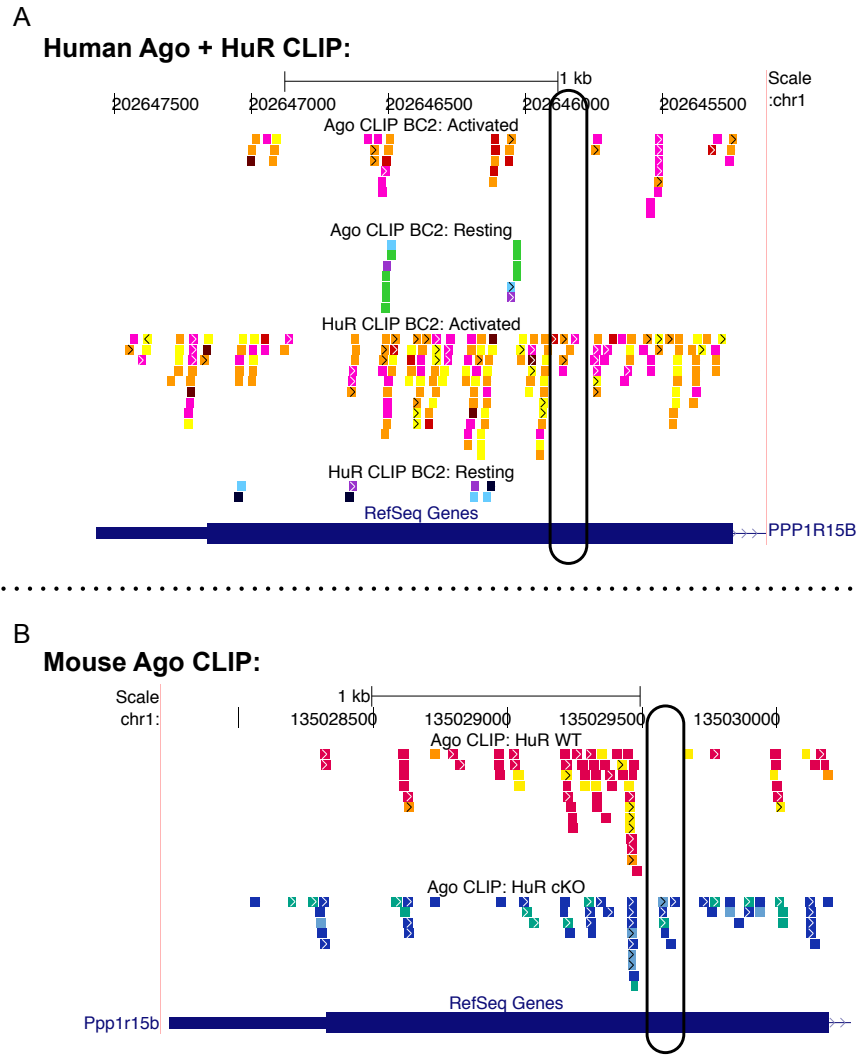 A
Human Ago + HuR CLIP:
1 kb
Scale
202647500
202647000
202646500
202646000
202645500
:chr1
Ago CLIP BC2: Activated
Ago CLIP BC2: Resting
HuR CLIP BC2: Activated
HuR CLIP BC2: Resting
RefSeq Genes
PPP1R15B
B
Mouse Ago CLIP:
Scale
1 kb
chr1:
135028500
135029000
135029500
135030000
Ago CLIP: HuR WT
Ago CLIP: HuR cKO
RefSeq Genes
Ppp1r15b